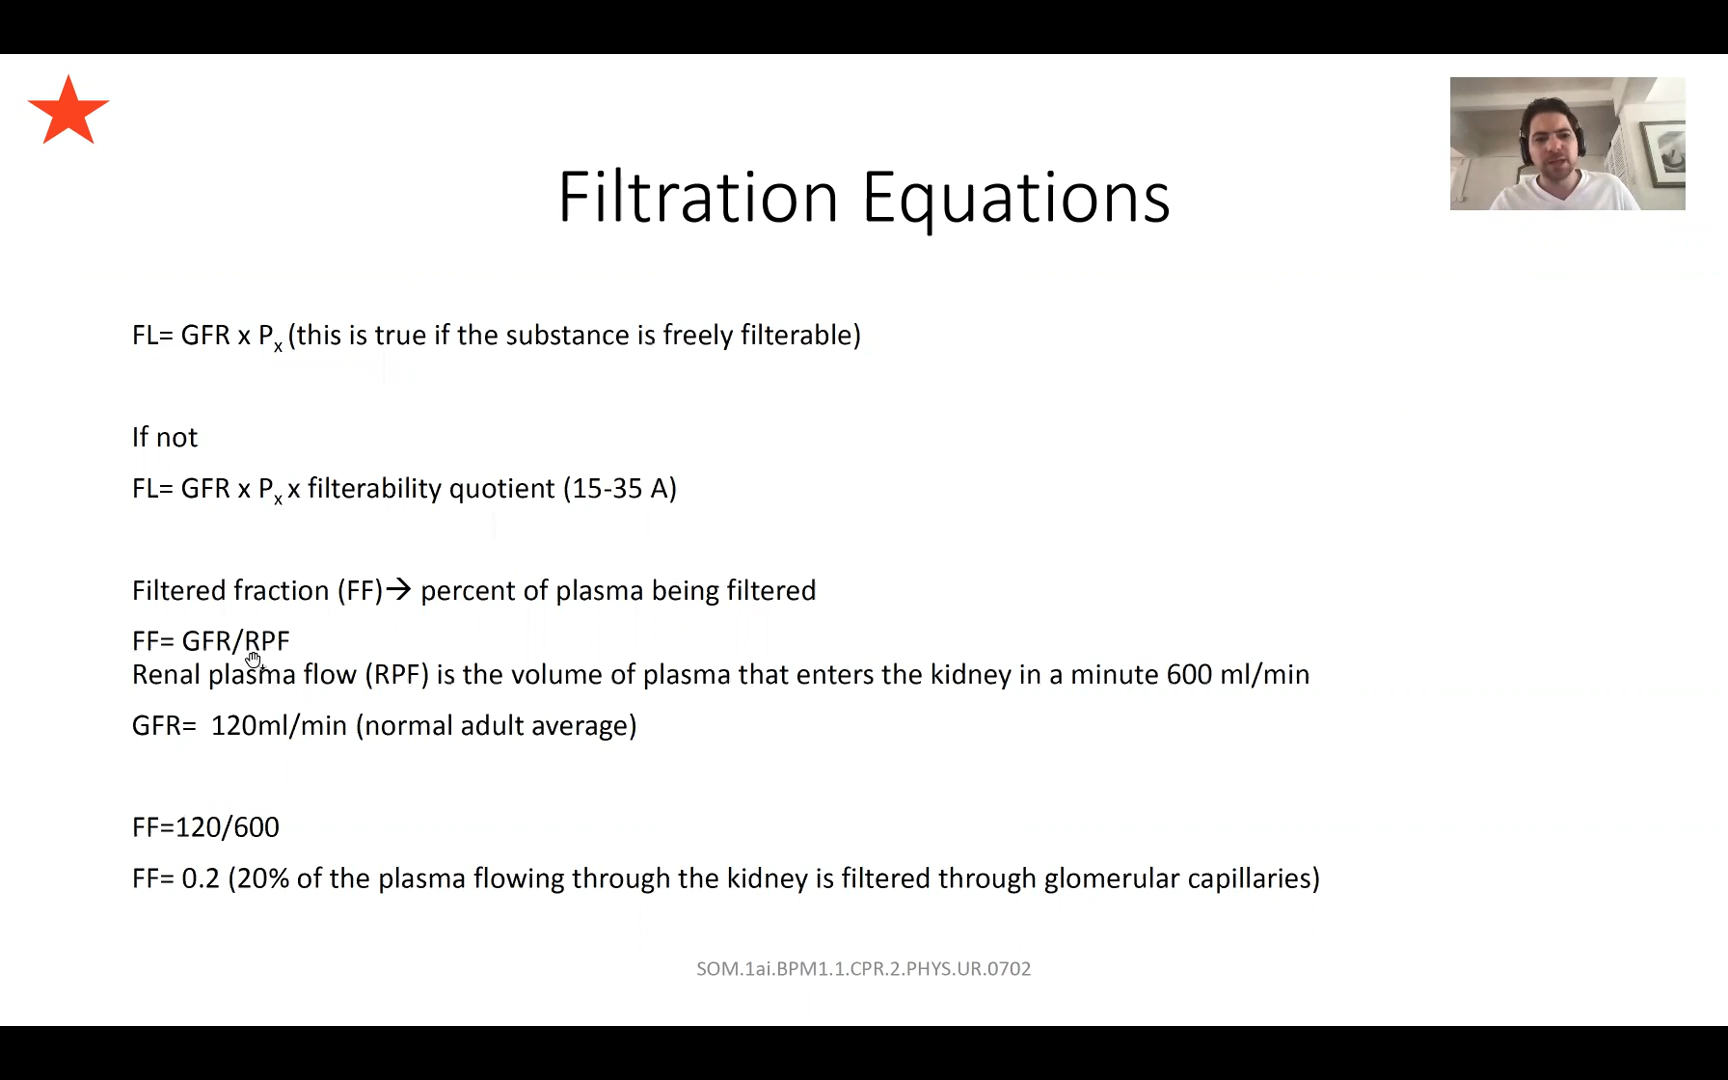 Filtration Equations
FL= GFR x Px (this is true if the substance is freely filterable)
If not
FL= GFR x Px x filterability quotient (15-35 A)
Filtered fraction (FF)→ percent of plasma being filtered
FF= GFR/RPF
Renal plasma flow (RPF) is the volume of plasma that enters the kidney in a minute 600 ml/min
GFR=  120ml/min (normal adult average)
FF=120/600
FF= 0.2 (20% of the plasma flowing through the kidney is filtered through glomerular capillaries)
SOM.1ai.BPM1.1.CPR.2.PHYS.UR.0702